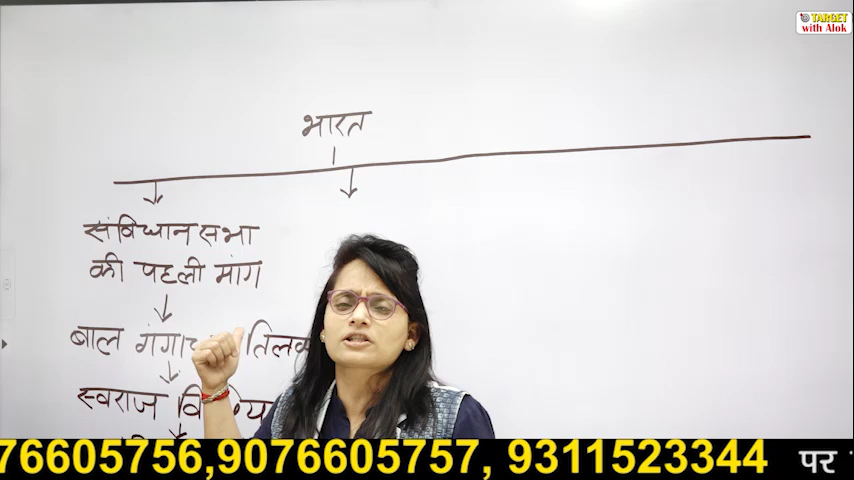 TARGET
with Alok
भारत
संविधान सभा
की पहली मांग
बाल तिलक
स्वराज
76605756,9076605757, 9311523344 पर